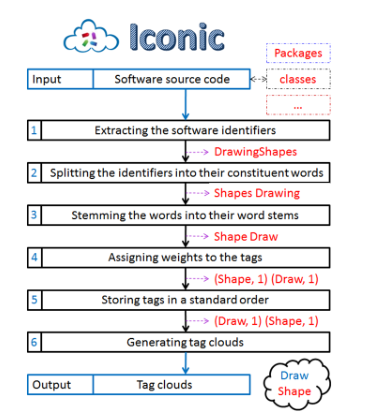 Iconic
Packages
Input Software source code classes
...
1 Extracting the software identifiers
DrawingShapes
2 Splitting the identifiers into their constituent words
Shapes Drawing
3 Stemming the words into their word stems
Shape Draw
4 Assigning weights to the tags
(Shape, 1) (Draw, 1)
5 Storing tags in a standard order
(Draw, 1) (Shape, 1)
6 Generating tag clouds
Output Tag clouds
Draw
Shape